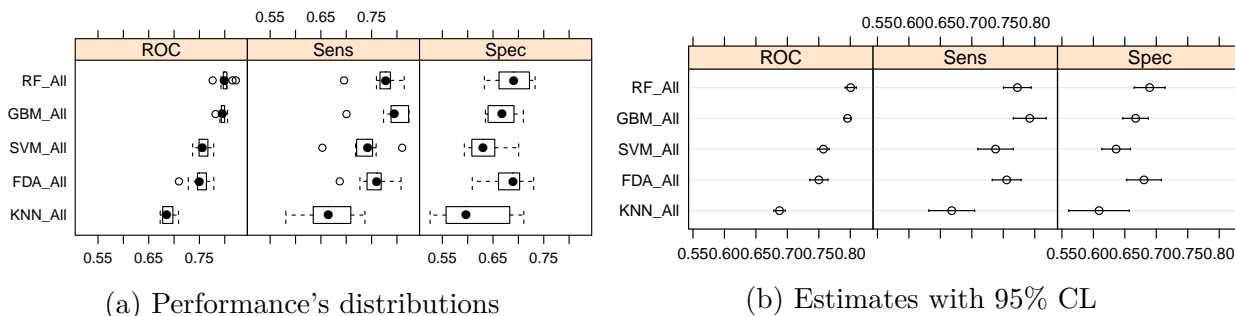 0.55 0.65 0.75
ROC Sens Spec
RF_All
GBM_All
SVM_All
FDA_All
KNN_All
0.55 0.65 0.75 0.55 0.65 0.75
(a) Performance's distributions
0.550.600.650.700.750.80
ROC Sens Spec
RF_All
GBM_All
SVM_All
FDA_All
KNN_All
0.550.600.650.700.750.80 0.550.600.650.700.750.80
(b) Estimates with 95% CL